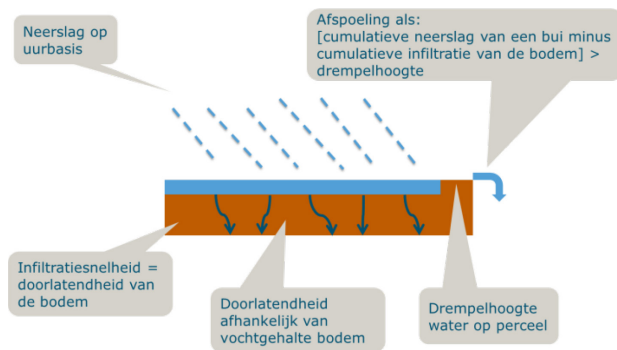 Neerslag op
uurbasis
Afspoeling als:
[cumulatieve neerslag van een bui minus
cumulatieve infiltratie van de bodem] >
drempelhoogte
Infiltratiesnelheid =
doorlatendheid van
de bodem
Doorlatendheid
afhankelijk van
vochtgehalte bodem
Drempelhoogte
water op perceel